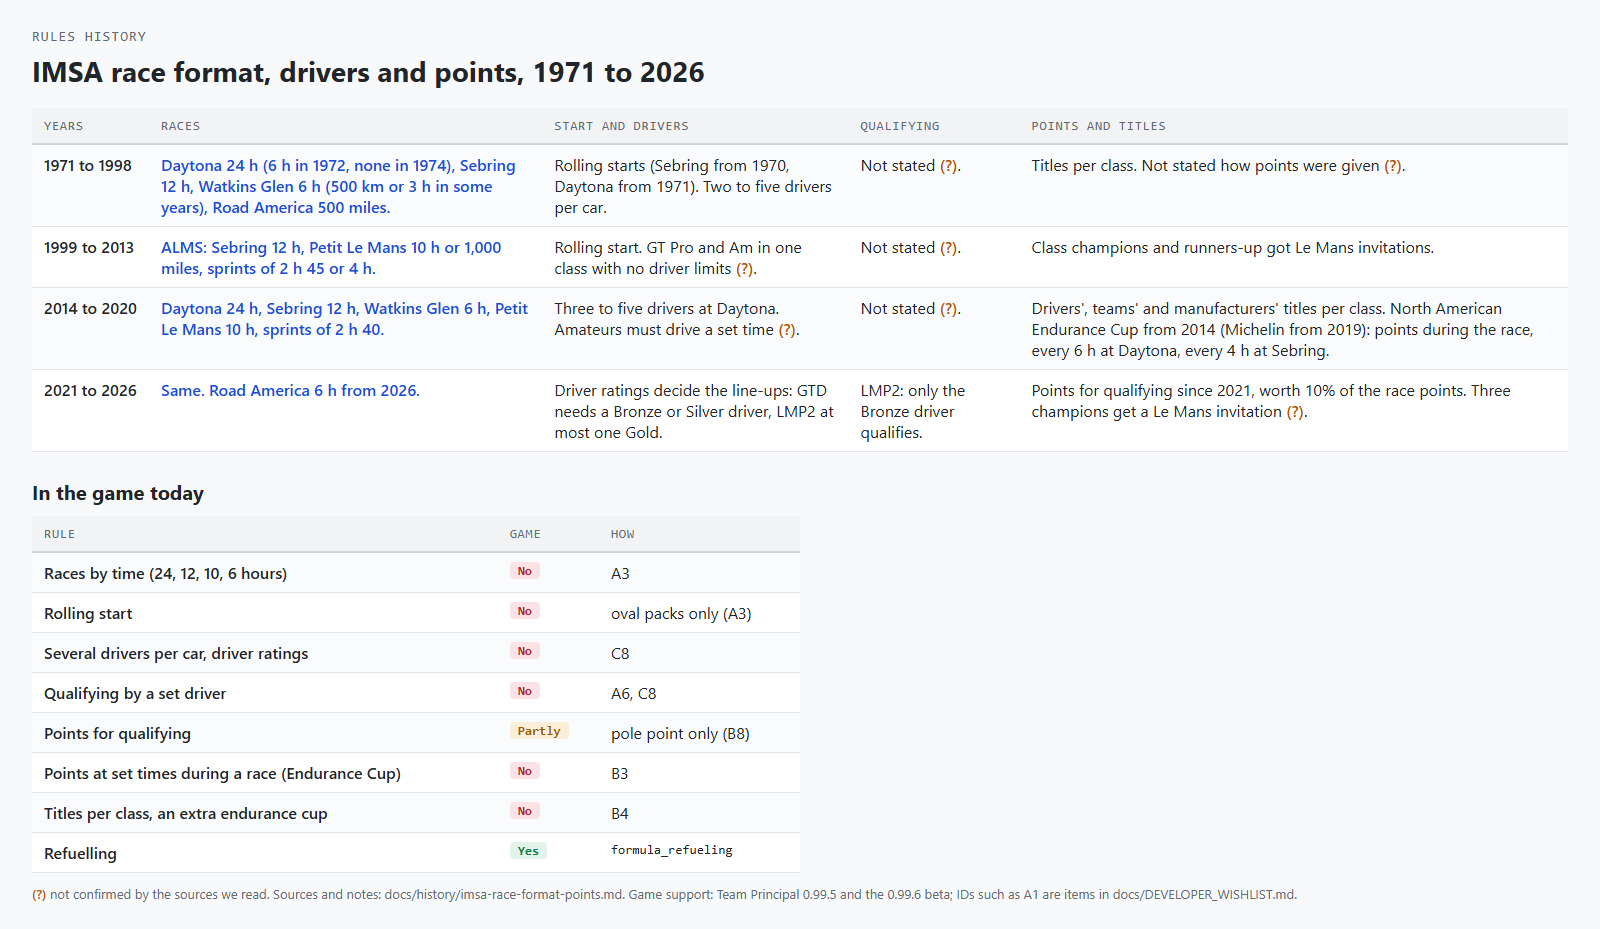 RULES HISTORY
IMSA race format, drivers and points, 1971 to 2026
YEARS RACES START AND DRIVERS QUALIFYING POINTS AND TITLES
1971 to 1998
Daytona 24 h (6 h in 1972, none in 1974), Sebring
12 h, Watkins Glen 6 h (500 km or 3 h in some
years), Road America 500 miles.
Rolling starts (Sebring from 1970,
Daytona from 1971). Two to five drivers
per car.
Not stated (?).
Titles per class. Not stated how points were given (?).
1999 to 2013
ALMS: Sebring 12 h, Petit Le Mans 10 h or 1,000
miles, sprints of 2 h 45 or 4 h.
Rolling start. GT Pro and Am in one
class with no driver limits (?).
Not stated (?).
Class champions and runners-up got Le Mans invitations.
2014 to 2020
Daytona 24 h, Sebring 12 h, Watkins Glen 6 h, Petit
Le Mans 10 h, sprints of 2 h 40.
Three to five drivers at Daytona.
Amateurs must drive a set time (?).
Not stated (?).
Drivers', teams' and manufacturers' titles per class. North American
Endurance Cup from 2014 (Michelin from 2019): points during the race,
every 6 h at Daytona, every 4 h at Sebring.
2021 to 2026
Same. Road America 6 h from 2026.
Driver ratings decide the line-ups: GTD
needs a Bronze or Silver driver, LMP2 at
most one Gold.
LMP2: only the
Bronze driver
qualifies.
Points for qualifying since 2021, worth 10% of the race points. Three
champions get a Le Mans invitation (?).
In the game today
RULE GAME HOW
Races by time (24, 12, 10, 6 hours) No A3
Rolling start No oval packs only (A3)
Several drivers per car, driver ratings No C8
Qualifying by a set driver No A6, C8
Points for qualifying Partly pole point only (B8)
Points at set times during a race (Endurance Cup) No B3
Titles per class, an extra endurance cup No B4
Refuelling Yes formula_refueling
(?) not confirmed by the sources we read. Sources and notes: docs/history/imsa-race-format-points.md. Game support: Team Principal 0.99.5 and the 0.99.6 beta; IDs such as A1 are items in docs/DEVELOPER_WISHLIST.md.